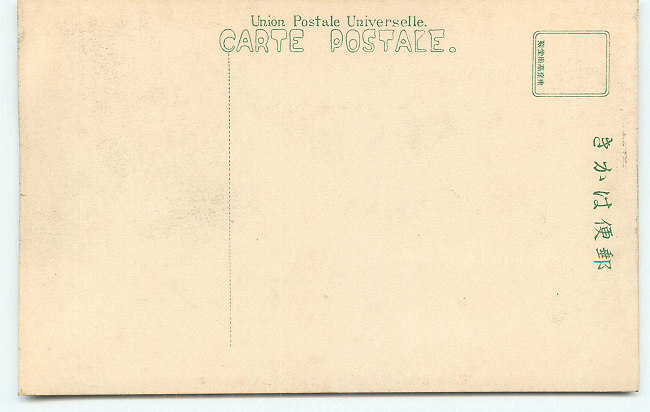 Union Postale Universelle.
CARTE POSTALE.
きかは便郵